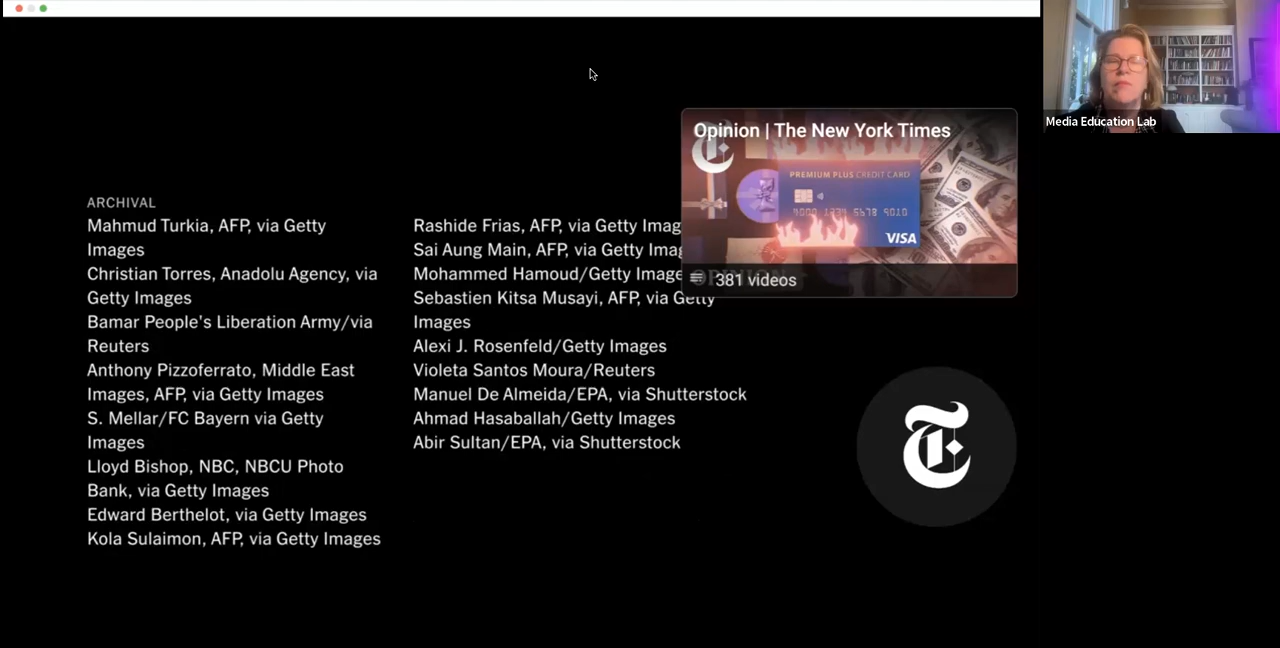 ARCHIVAL
Mahmud Turkia, AFP, via Getty
Images
Christian Torres, Anadolu Agency, via
Getty Images
Bamar People's Liberation Army/via
Reuters
Anthony Pizzoferrato, Middle East
Images, AFP, via Getty Images
S. Mellar/FC Bayern via Getty
Images
Lloyd Bishop, NBC, NBCU Photo
Bank, via Getty Images
Edward Berthelot, via Getty Images
Kola Sulaimon, AFP, via Getty Images
Rashide Frias, AFP, via Getty Imag
Sai Aung Main, AFP, via Getty Imag
Mohammed Hamoud/Getty Image
Sebastien Kitsa Musayi, AFP, via Getty
Images
Alexi J. Rosenfeld/Getty Images
Violeta Santos Moura/Reuters
Manuel De Almeida/EPA, via Shutterstock
Ahmad Hasaballah/Getty Images
Abir Sultan/EPA, via Shutterstock
Opinion | The New York Times
PREMIUM PLUS CREDIT CARD
4000 1234 5678 9010
VISA
OPINION
381 videos
T
Media Education Lab